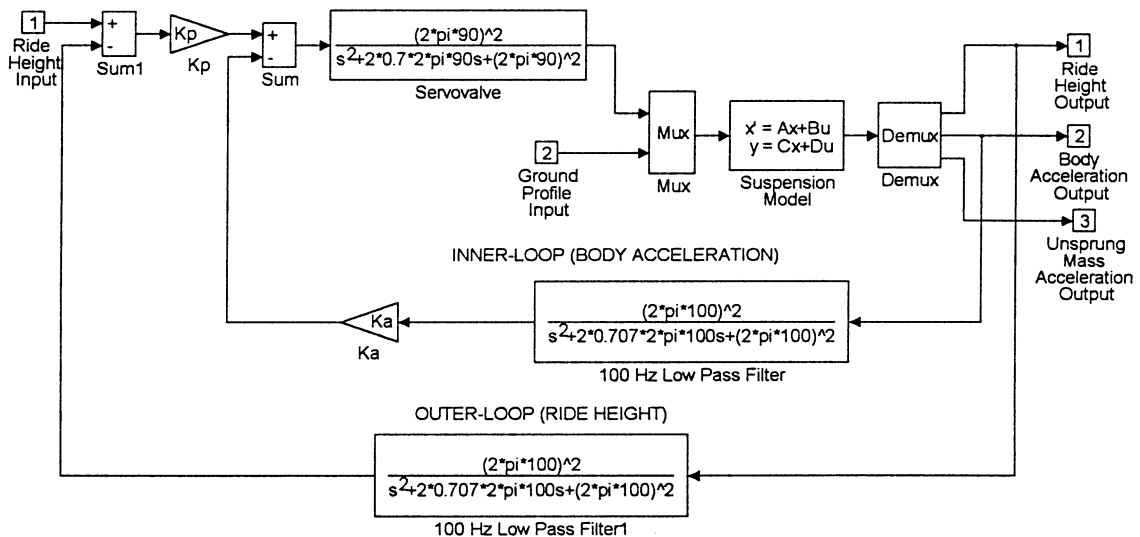 1
Ride
Height
Input
+
-
Sum1
Kp
Kp
+
-
Sum
(2*pi*90)^2
s^2+2*0.7*2*pi*90s+(2*pi*90)^2
Servovalve
2
Ground
Profile
Input
Mux
Mux
x' = Ax+Bu
y = Cx+Du
Suspension
Model
Demux
Demux
1
Ride
Height
Output
2
Body
Acceleration
Output
3
Unsprung
Mass
Acceleration
Output
INNER-LOOP (BODY ACCELERATION)
Ka
Ka
(2*pi*100)^2
s^2+2*0.707*2*pi*100s+(2*pi*100)^2
100 Hz Low Pass Filter
OUTER-LOOP (RIDE HEIGHT)
(2*pi*100)^2
s^2+2*0.707*2*pi*100s+(2*pi*100)^2
100 Hz Low Pass Filter1